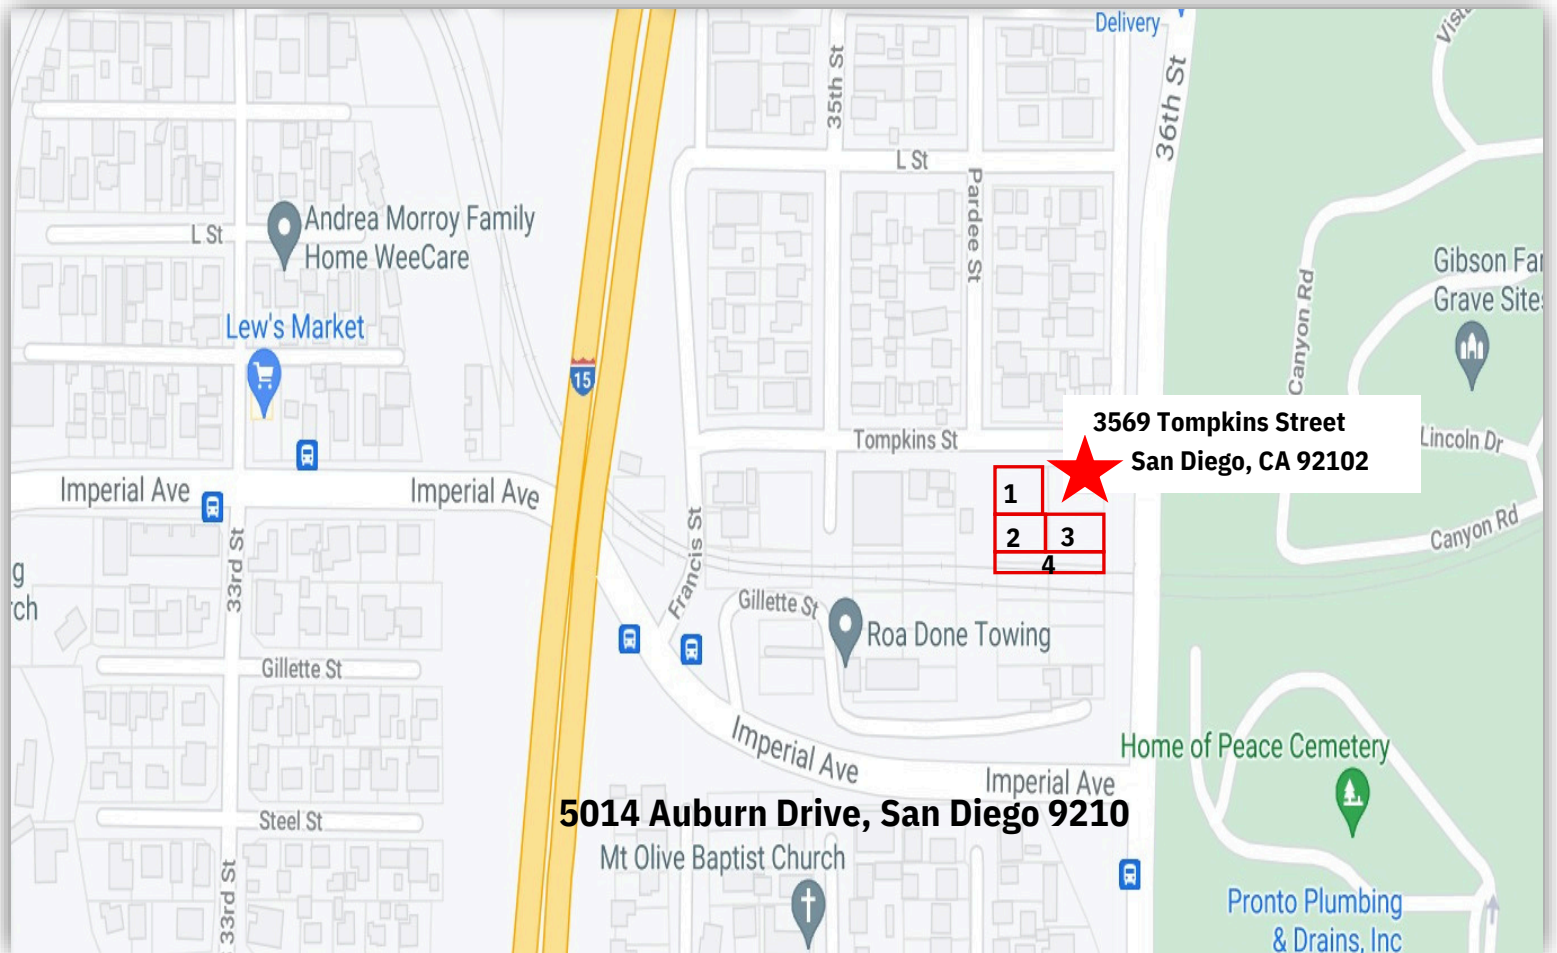 Delivery
Vista
35th St
36th St
L St
Pardee St
Andrea Morroy Family
Home WeeCare
L St
Canyon Rd
Gibson Fa
Grave Site
Lew's Market
15
3569 Tompkins Street
San Diego, CA 92102
Tompkins St
Lincoln Dr
Imperial Ave
Imperial Ave
1
2
3
4
Canyon Rd
33rd St
Francis St
g
rch
Gillette St
Roa Done Towing
Gillette St
Imperial Ave
Imperial Ave
Home of Peace Cemetery
5014 Auburn Drive, San Diego 9210
Steel St
Mt Olive Baptist Church
33rd St
Pronto Plumbing
& Drains, Inc